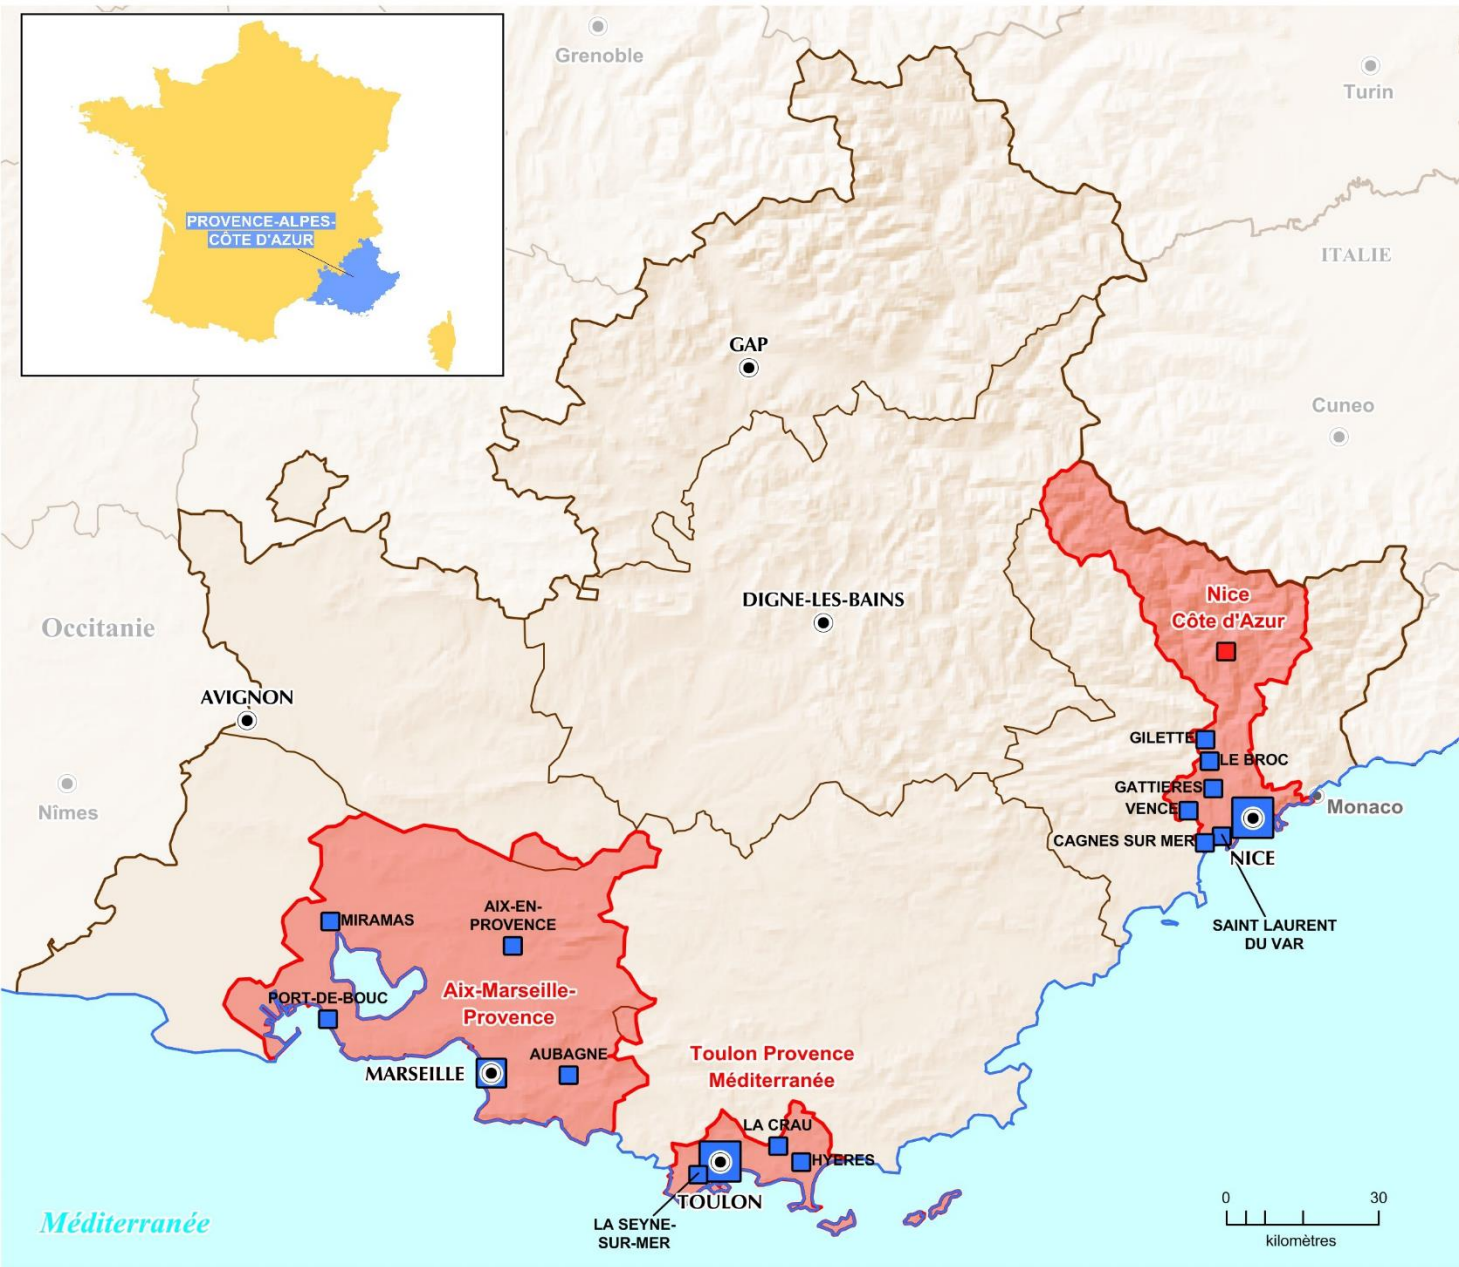 Grenoble
Turin
PROVENCE-ALPES-
CÔTE D'AZUR
ITALIE
GAP
Cuneo
DIGNE-LES-BAINS
Nice
Côte d'Azur
Occitanie
AVIGNON
GILETTE
LE BROC
GATTIERES
Nîmes
VENCE
Monaco
CAGNES SUR MER
NICE
SAINT LAURENT
DU VAR
MIRAMAS
AIX-EN-
PROVENCE
PORT-DE-BOUC
Aix-Marseille-
Provence
AUBAGNE
MARSEILLE
Toulon Provence
Méditerranée
LA CRAU
HYERES
TOULON
LA SEYNE-
SUR-MER
Méditerranée
0 30
kilomètres